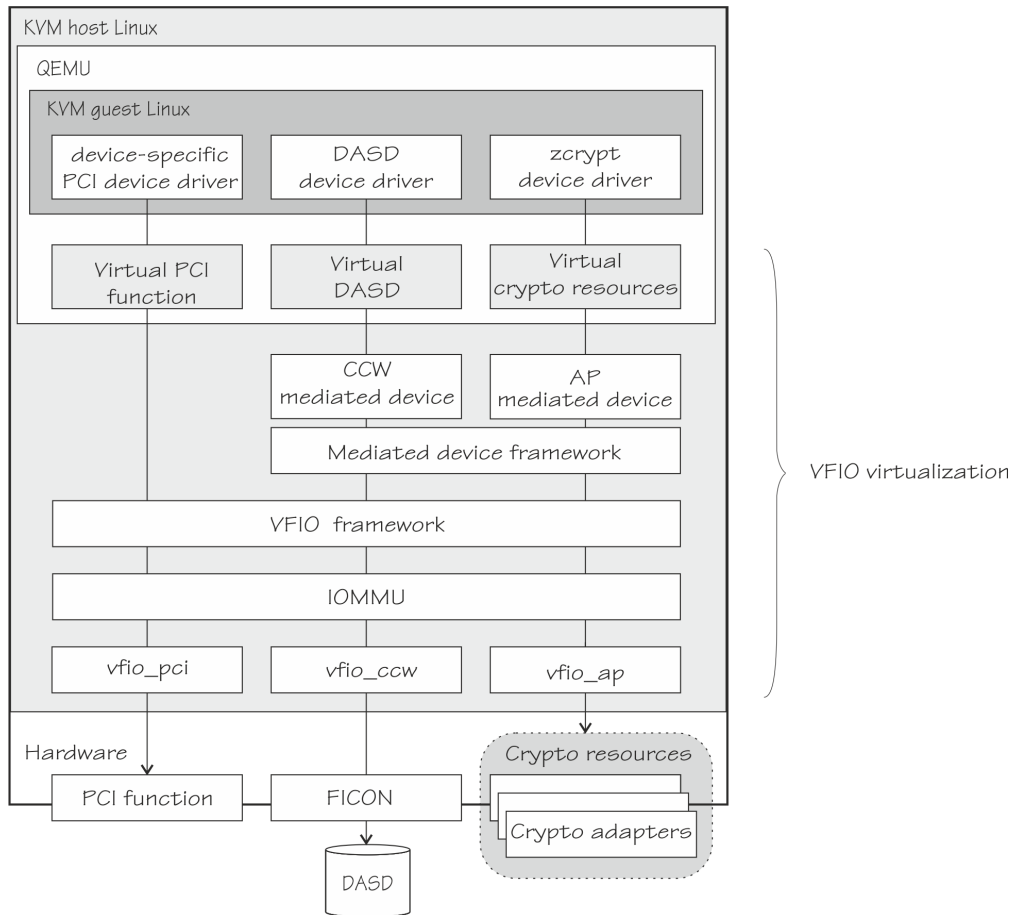 KVM host Linux
QEMU
KVM guest Linux
device-specific
PCI device driver
DASD
device driver
zcrypt
device driver
Virtual PCI
function
Virtual
DASD
Virtual
crypto resources
CCW
mediated device
AP
mediated device
Mediated device framework
VFIO virtualization
VFIO framework
IOMMU
vfio_pci
vfio_ccw
vfio_ap
Hardware
Crypto resources
PCI function
FICON
Crypto adapters
DASD